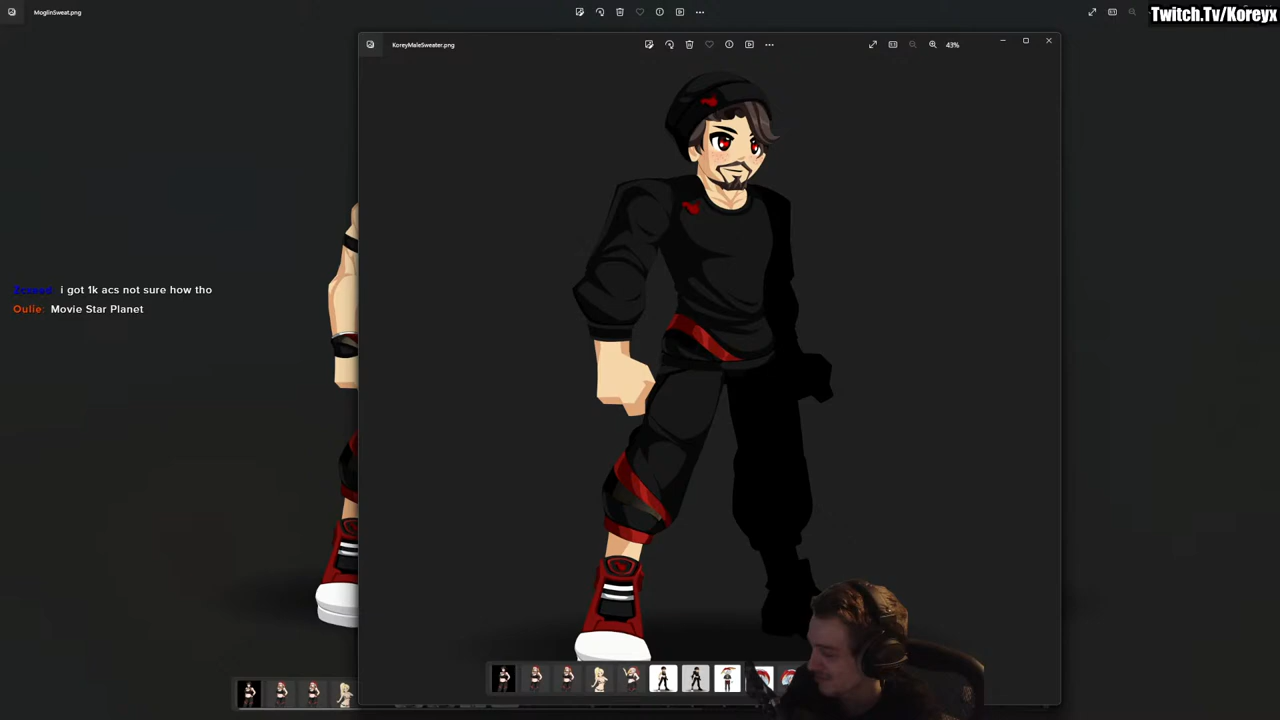 MoglinSweat.png
Twitch.Tv/Koreyx
KoreyMaleSweater.png
43%
i got 1k acs not sure how tho
Oulie: Movie Star Planet